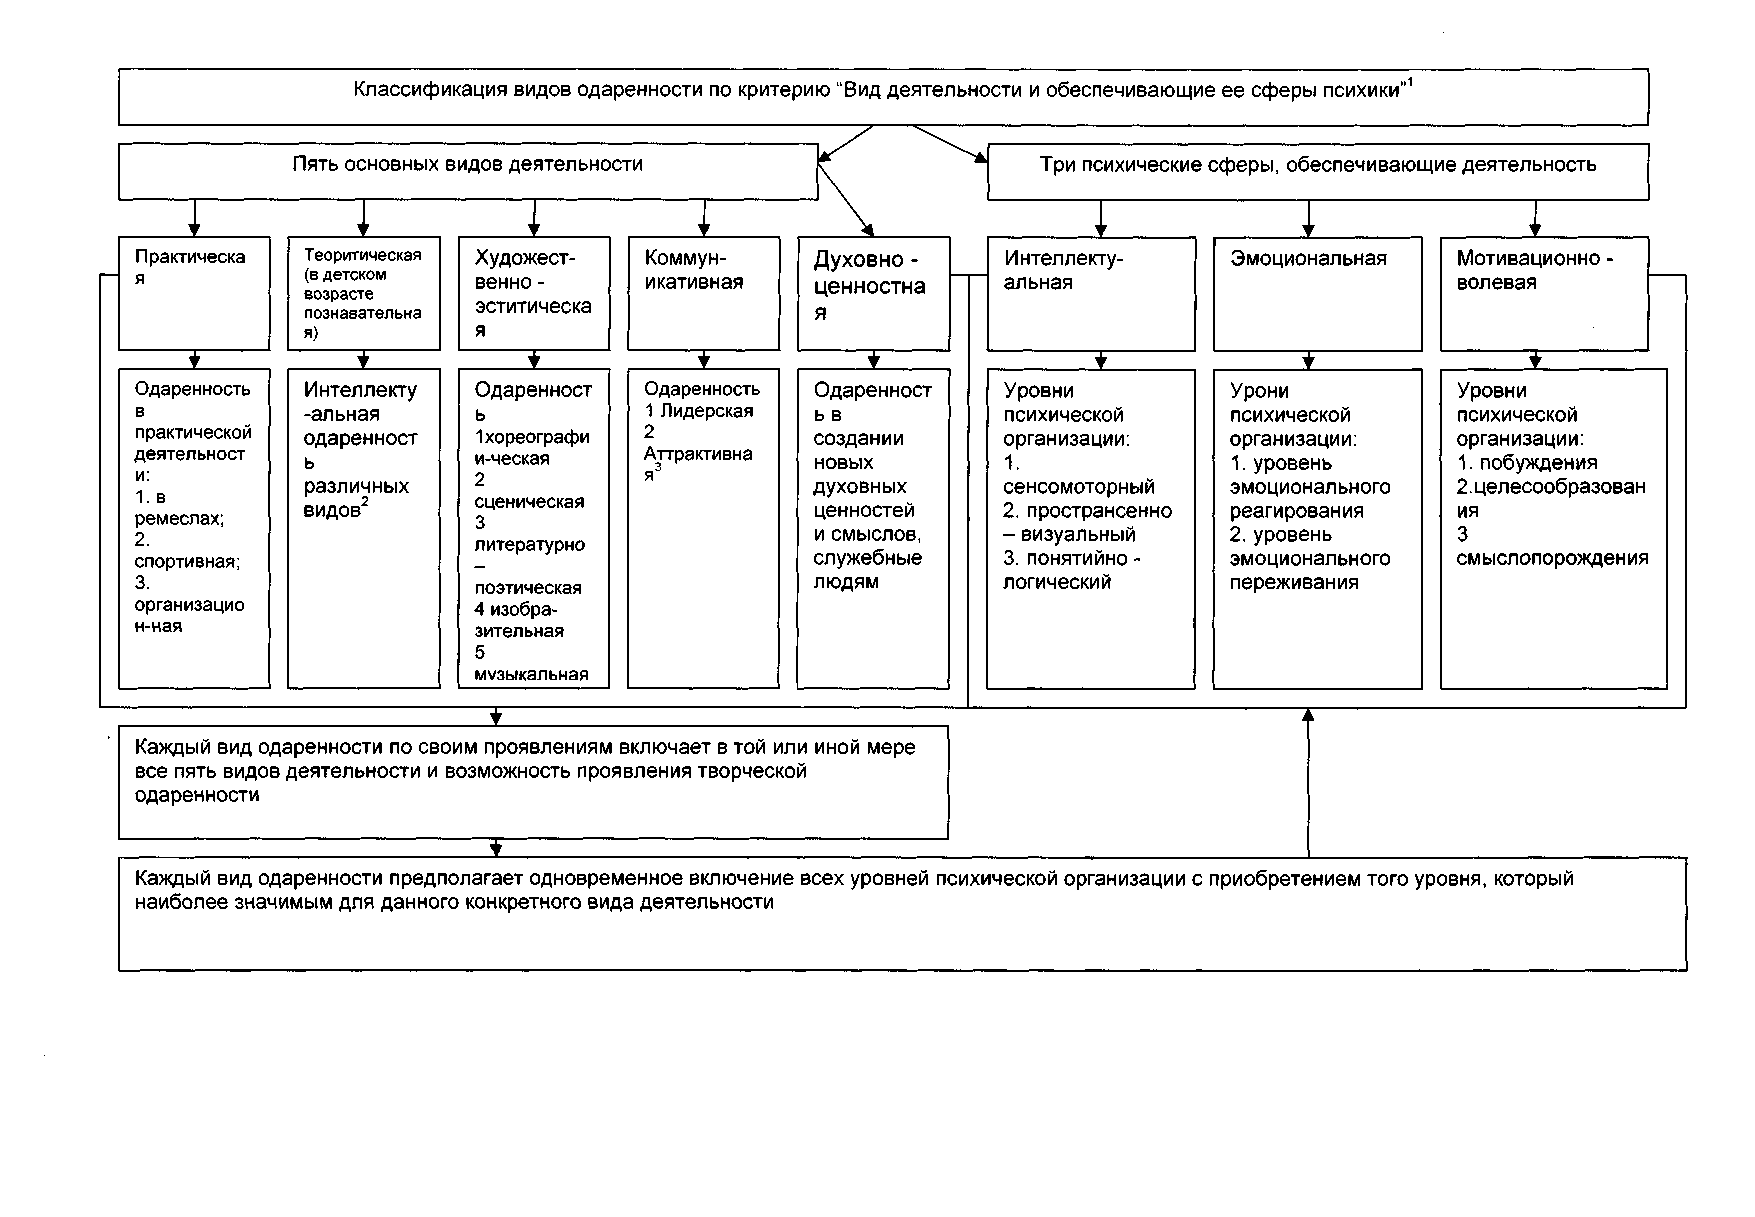 Классификация видов одаренности по критерию “Вид деятельности и обеспечивающие ее сферы психики”1
Пять основных видов деятельности
Три психические сферы, обеспечивающие деятельность
Практическа
я
Теоритическая
(в детском
возрасте
познавательна
я)
Художест-
венно -
эститическа
я
Коммун-
икативная
Духовно -
ценностна
я
Интеллекту-
альная
Эмоциональная
Мотивационно -
волевая
Одаренность
в
практической
деятельност
и:
1. в
ремеслах;
2.
спортивная;
3.
организацио
н-ная
Интеллекту
-альная
одаренност
ь
различных
видов2
Одаренност
ь
1хореографи
и-ческая
2
сценическая
3
литературно
–
поэтическая
4 изобра-
зительная
5
музыкальная
Одаренность
1 Лидерская
2
Аттрактивна
я3
Одаренност
ь в
создании
новых
духовных
ценностей
и смыслов,
служебные
людям
Уровни
психической
организации:
1.
сенсомоторный
2. пространсенно
– визуальный
3. понятийно -
логический
Урони
психической
организации:
1. уровень
эмоционального
реагирования
2. уровень
эмоционального
переживания
Уровни
психической
организации:
1. побуждения
2.целесообразован
ия
3
смыслопорождения
Каждый вид одаренности по своим проявлениям включает в той или иной мере
все пять видов деятельности и возможность проявления творческой
одаренности
Каждый вид одаренности предполагает одновременное включение всех уровней психической организации с приобретением того уровня, который
наиболее значимым для данного конкретного вида деятельности